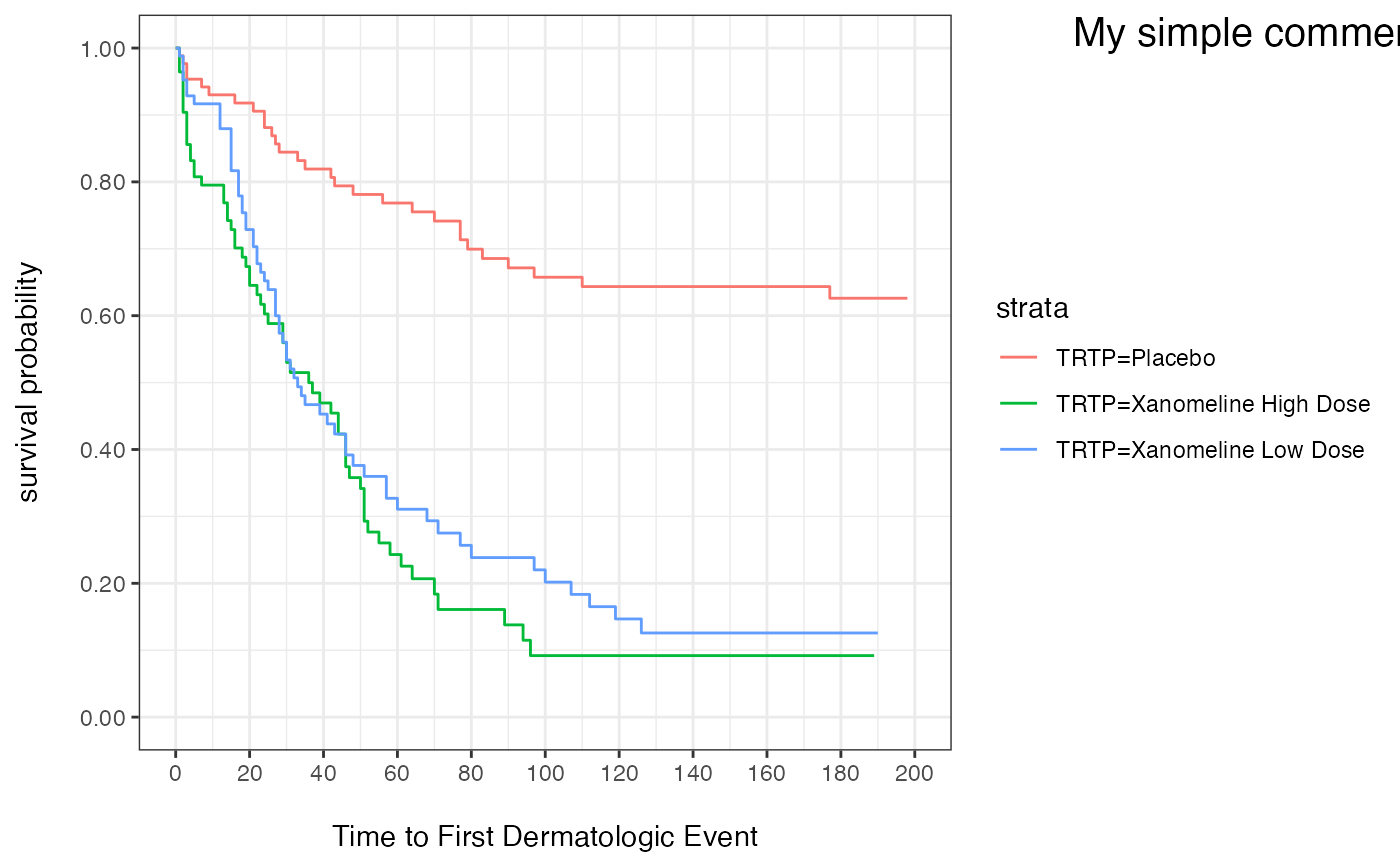 My simple
1.00
0.80
0.60
0.40
0.20
0.00
survival probability
0 20 40 60 80 100 120 140 160 180 200
Time to First Dermatologic Event
strata
TRTP=Placebo
TRTP=Xanomeline High Dose
TRTP=Xanomeline Low Dose